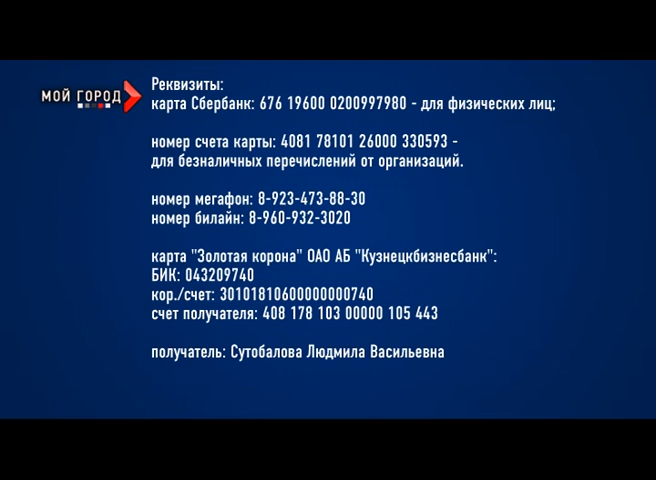 Реквизиты:
МОЙ ГОРОД
карта Сбербанк: 676 19600 0200997980 - для физических лиц;
номер счета карты: 4081 78101 26000 330593 -
для безналичных перечислений от организаций.
номер мегафон: 8-923-473-88-30
номер билайн: 8-960-932-3020
карта "Золотая корона" ОАО АБ "Кузнецкбизнесбанк":
БИК: 043209740
кор./счет: 30101810600000000740
счет получателя: 408 178 103 00000 105 443
получатель: Сутобалова Людмила Васильевна